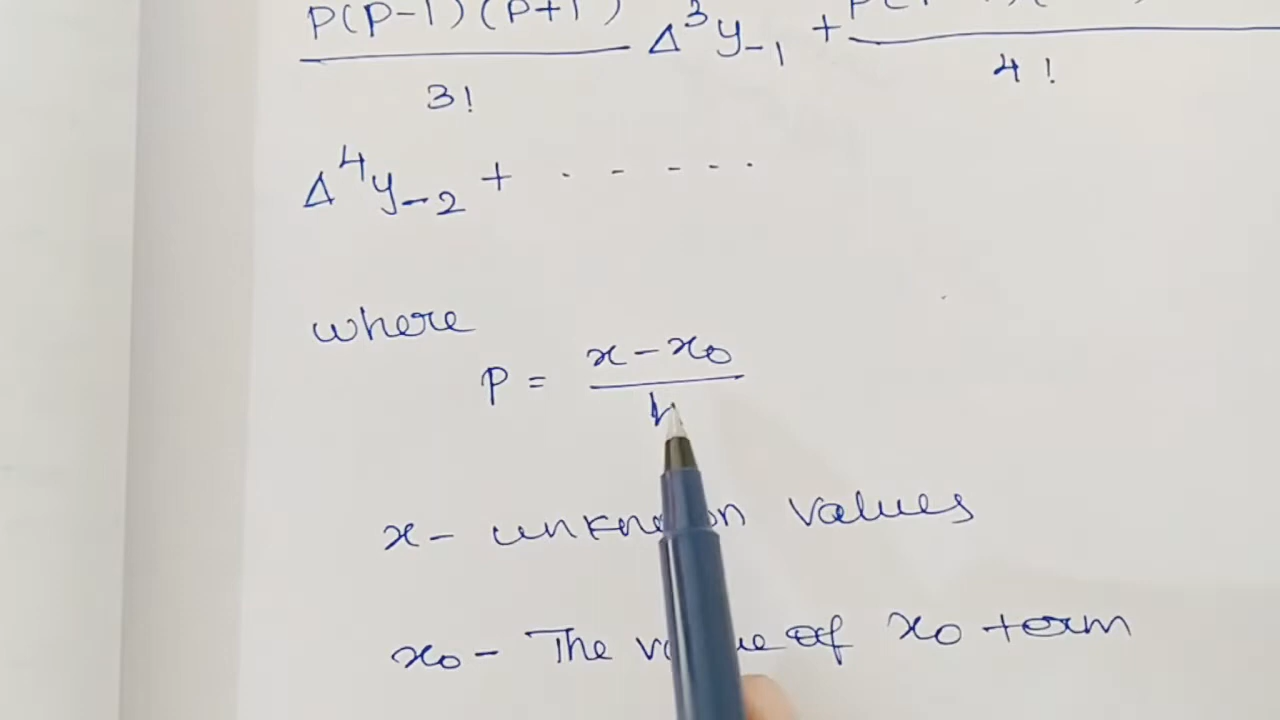 P(P-1)(P+1) Δ³y₋₁ +
3! 4!
Δ⁴y₋₂ + . - - - - .
where
P = x - x₀
h
x - values
x₀ - The of x₀ term